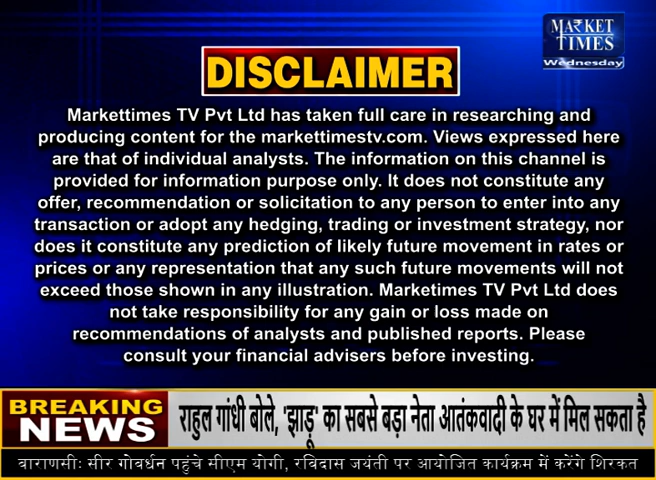 MARKET
TIMES
Wednesday
DISCLAIMER
Markettimes TV Pvt Ltd has taken full care in researching and
producing content for the markettimestv.com. Views expressed here
are that of individual analysts. The information on this channel is
provided for information purpose only. It does not constitute any
offer, recommendation or solicitation to any person to enter into any
transaction or adopt any hedging, trading or investment strategy, nor
does it constitute any prediction of likely future movement in rates or
prices or any representation that any such future movements will not
exceed those shown in any illustration. Marketimes TV Pvt Ltd does
not take responsibility for any gain or loss made on
recommendations of analysts and published reports. Please
consult your financial advisers before investing.
BREAKING
NEWS
राहुल गांधी बोले, 'झाड़ू' का सबसे बड़ा नेता आतंकवादी के घर में मिल सकता है
वाराणसीः सीर गोवर्धन पहुंचे सीएम योगी, रविदास जयंती पर आयोजित कार्यक्रम में करेंगे शिरकत